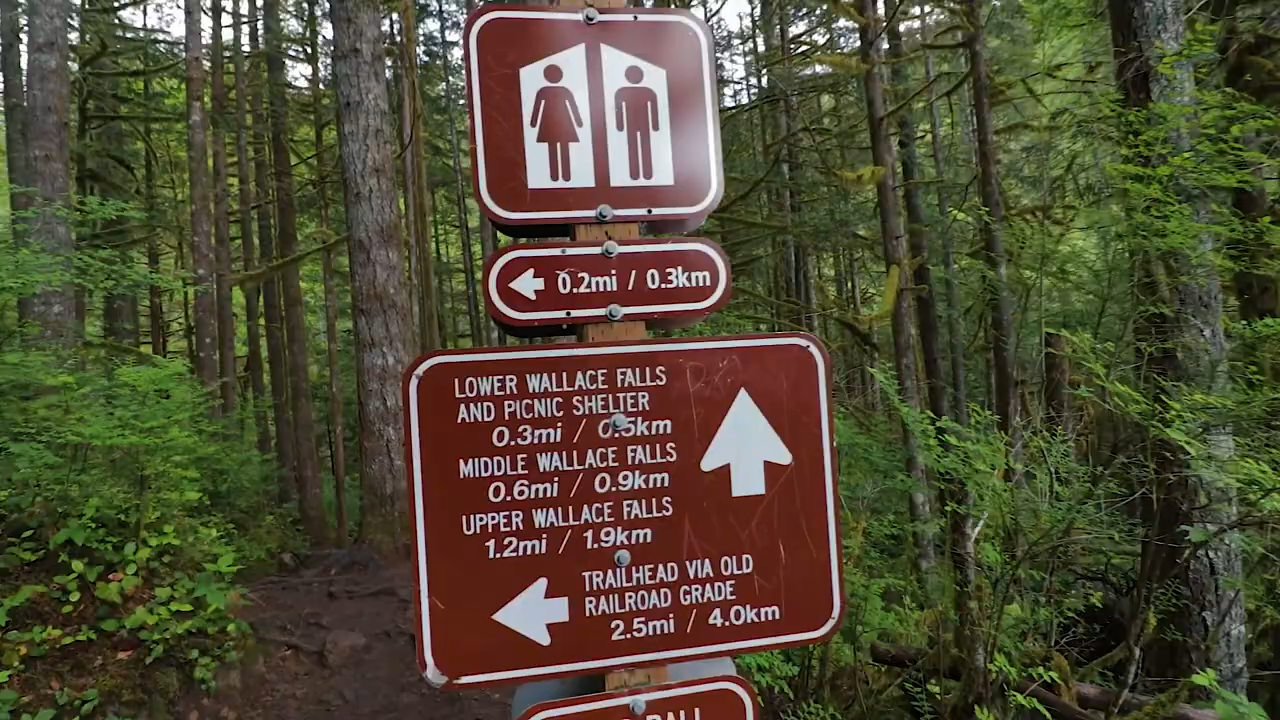 0.2mi / 0.3km
LOWER WALLACE FALLS
AND PICNIC SHELTER
0.3mi / 0.5km
MIDDLE WALLACE FALLS
0.6mi / 0.9km
UPPER WALLACE FALLS
1.2mi / 1.9km
TRAILHEAD VIA OLD
RAILROAD GRADE
2.5mi / 4.0km